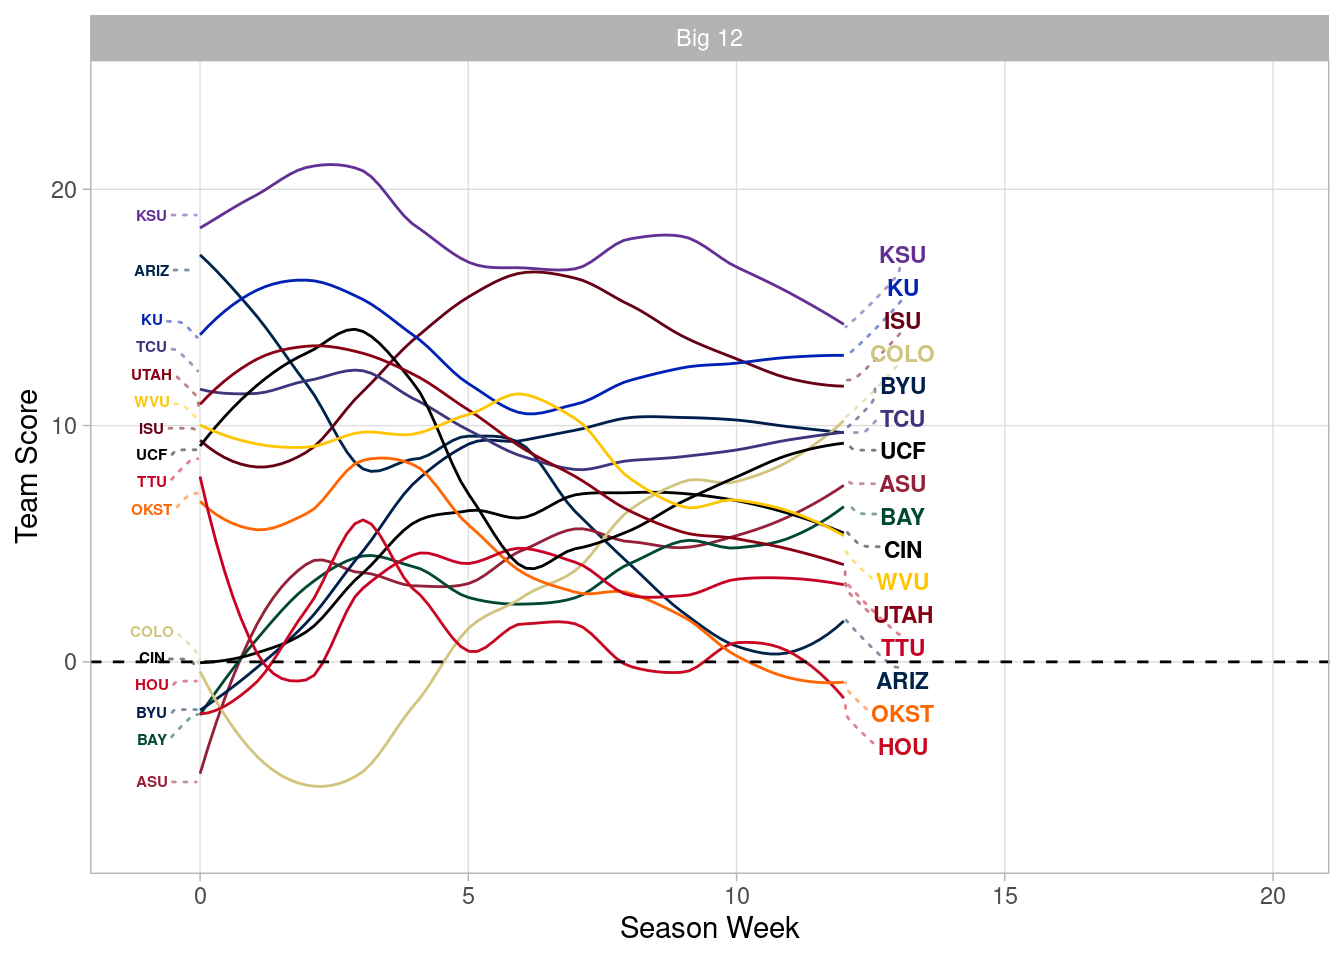 Big 12
Team Score
20
10
0
KSU
ARIZ
KU
TCU
UTAH
WVU
ISU
UCF
TTU
OKST
COLO
CIN
HOU
BYU
BAY
ASU
KSU
KU
ISU
COLO
BYU
TCU
UCF
ASU
BAY
CIN
WVU
UTAH
TTU
ARIZ
OKST
HOU
0 5 10 15 20
Season Week